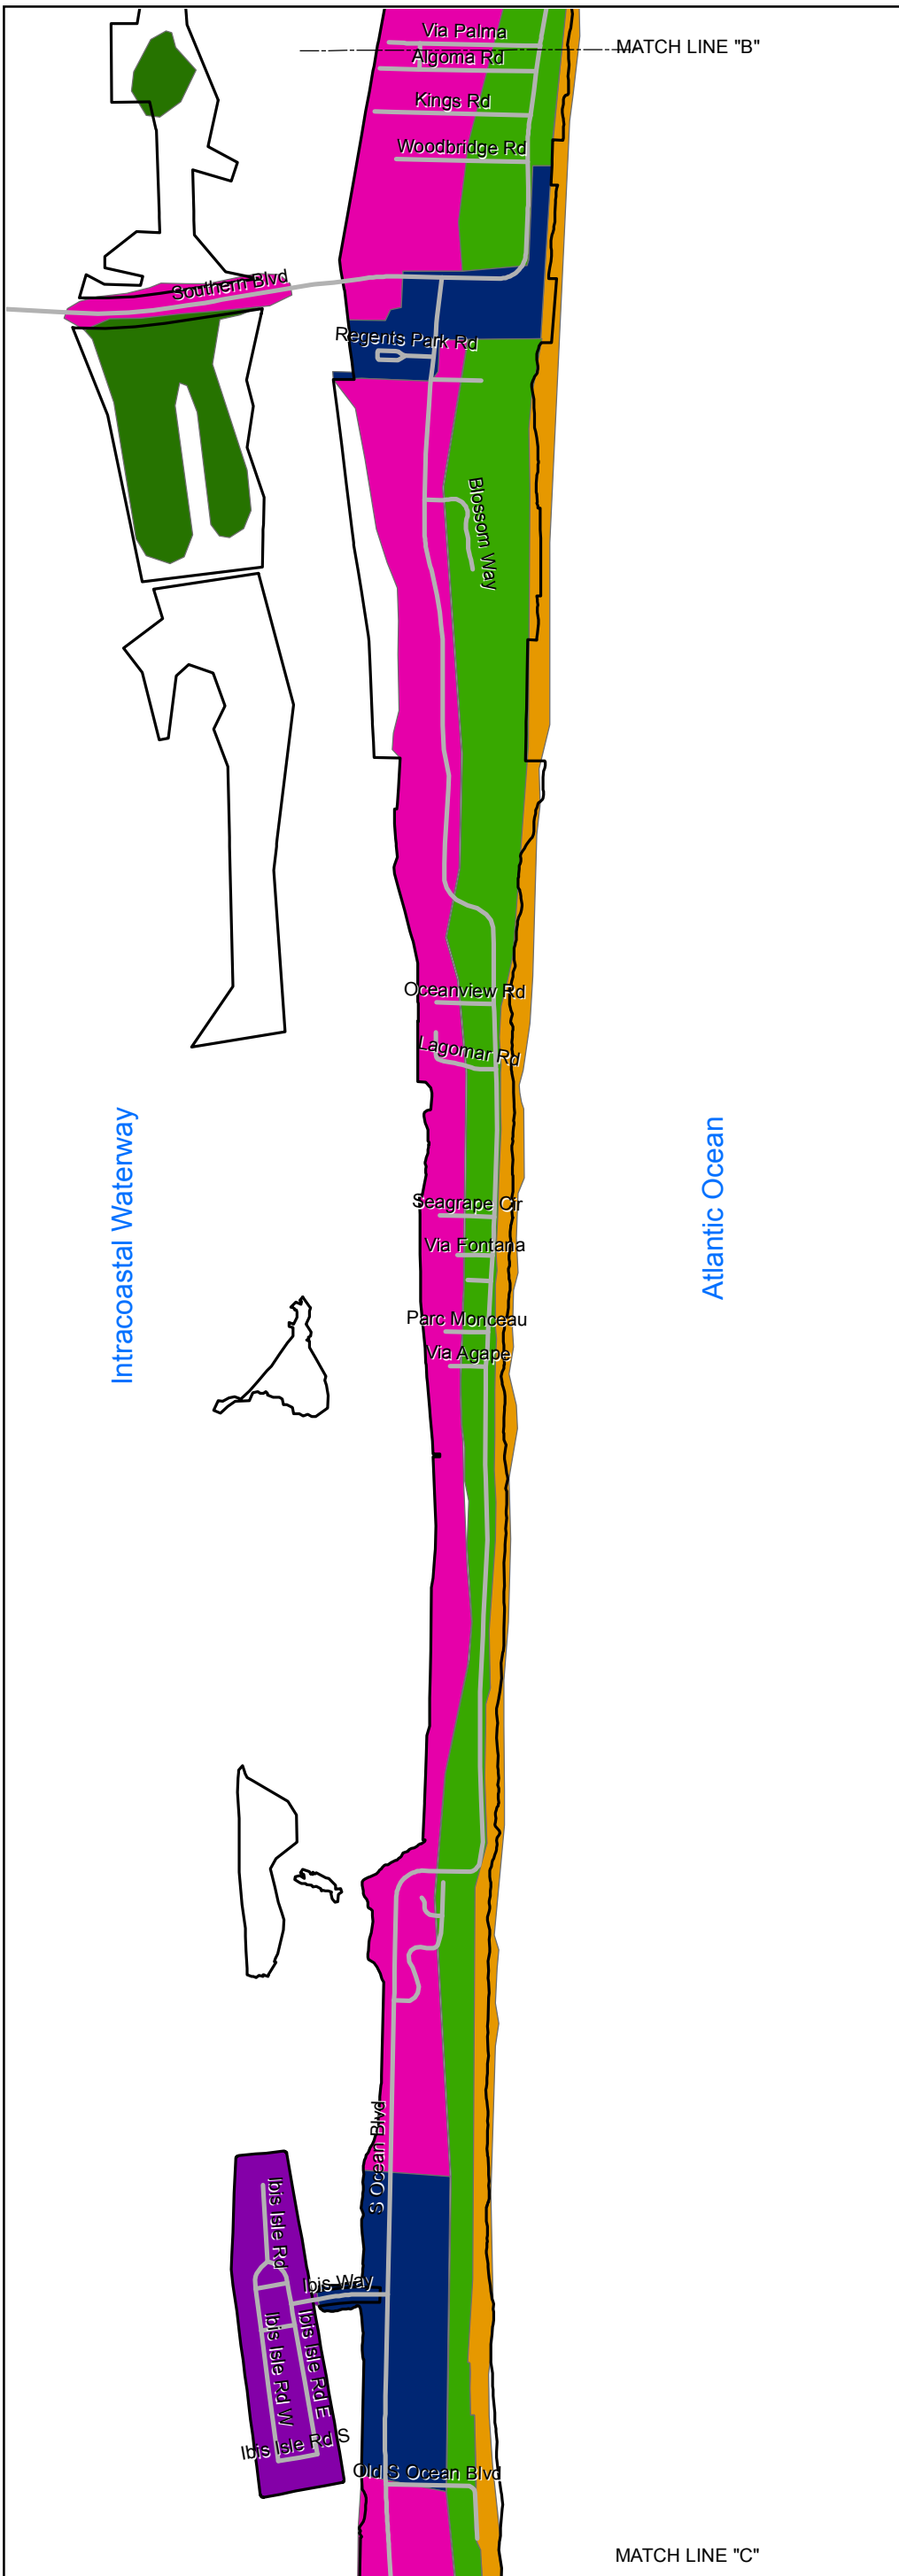 Via Palma
MATCH LINE "B"
Algoma Rd
Kings Rd
Woodbridge Rd
Southern Blvd
Regents Park Rd
Blossom Way
Oceanview Rd
Lagomar Rd
Intracoastal Waterway
Atlantic Ocean
Seagrape Cir
Via Fontana
Parc Monceau
Via Agape
S Ocean Blvd
Ibis Isle Rd
Ibis Way
Ibis Isle Rd E
Ibis Isle Rd W
Ibis Isle Rd S
Old S Ocean Blvd
MATCH LINE "C"